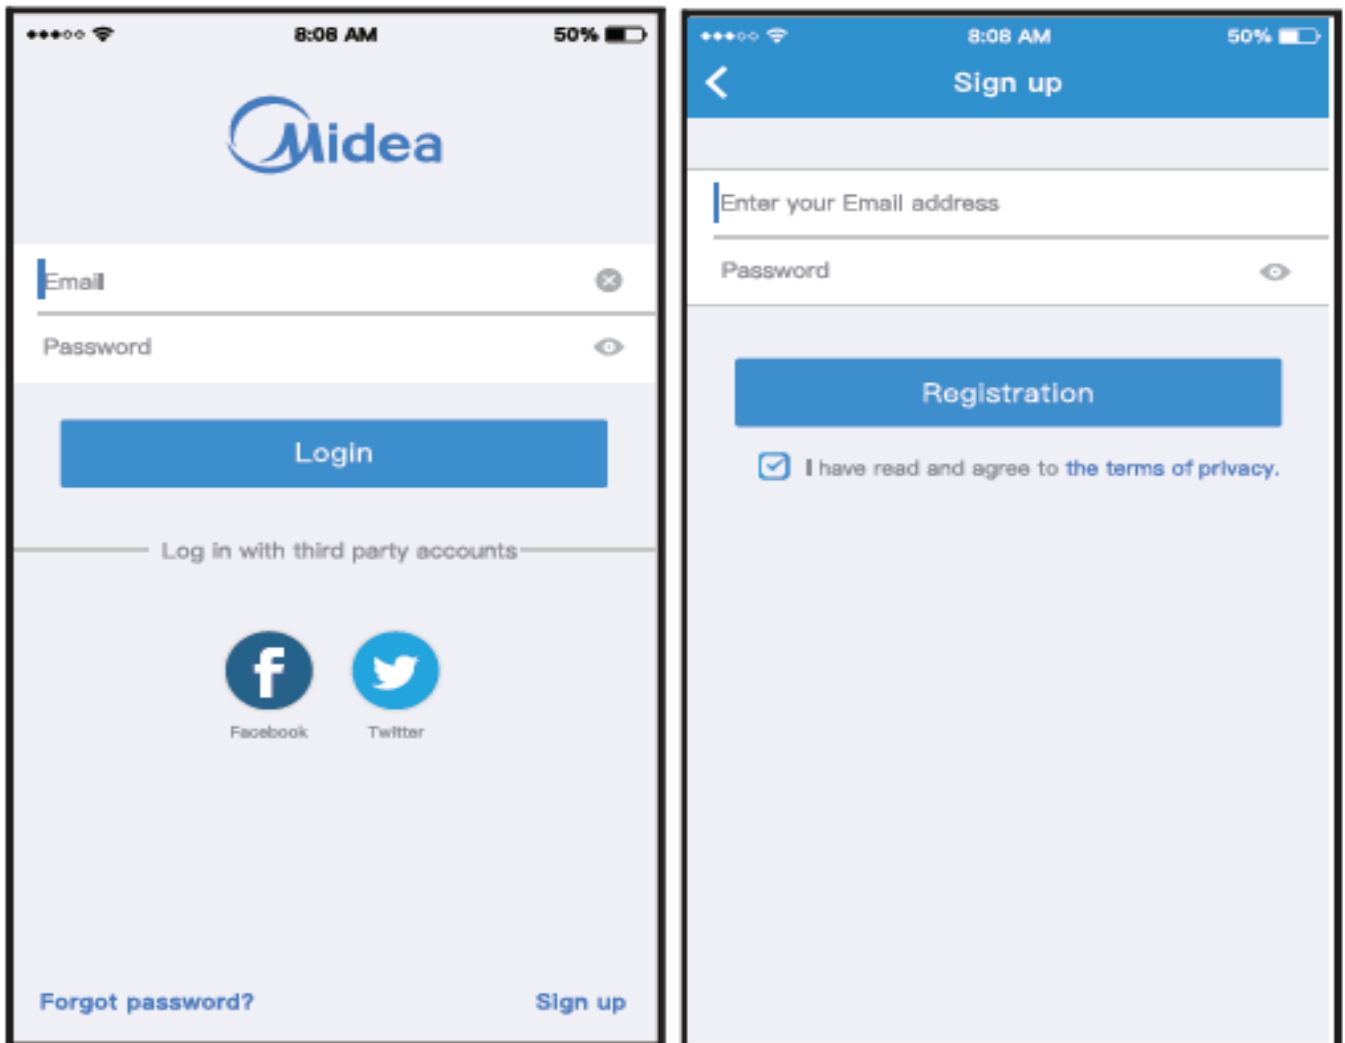 8:08 AM
50%
Midea
Email
Password
Login
Log in with third party accounts
Facebook
Twitter
Forgot password?
Sign up
8:08 AM
50%
Sign up
Enter your Email address
Password
Registration
I have read and agree to the terms of privacy.